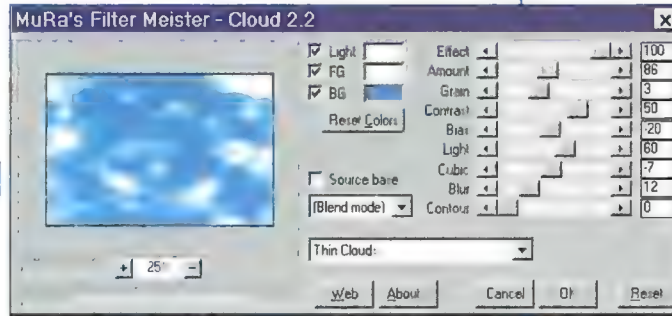 MuRa's Filter Meister - Cloud 2.2
Light
FG
BG
Reset Colors
Source base
(Blend mode)
Effect 100
Amount 86
Grain 3
Contrast 50
Bias -20
Light 60
Cubic -7
Blur 12
Contour 0
+ 25 -
Thin Cloud
Web About Cancel Reset